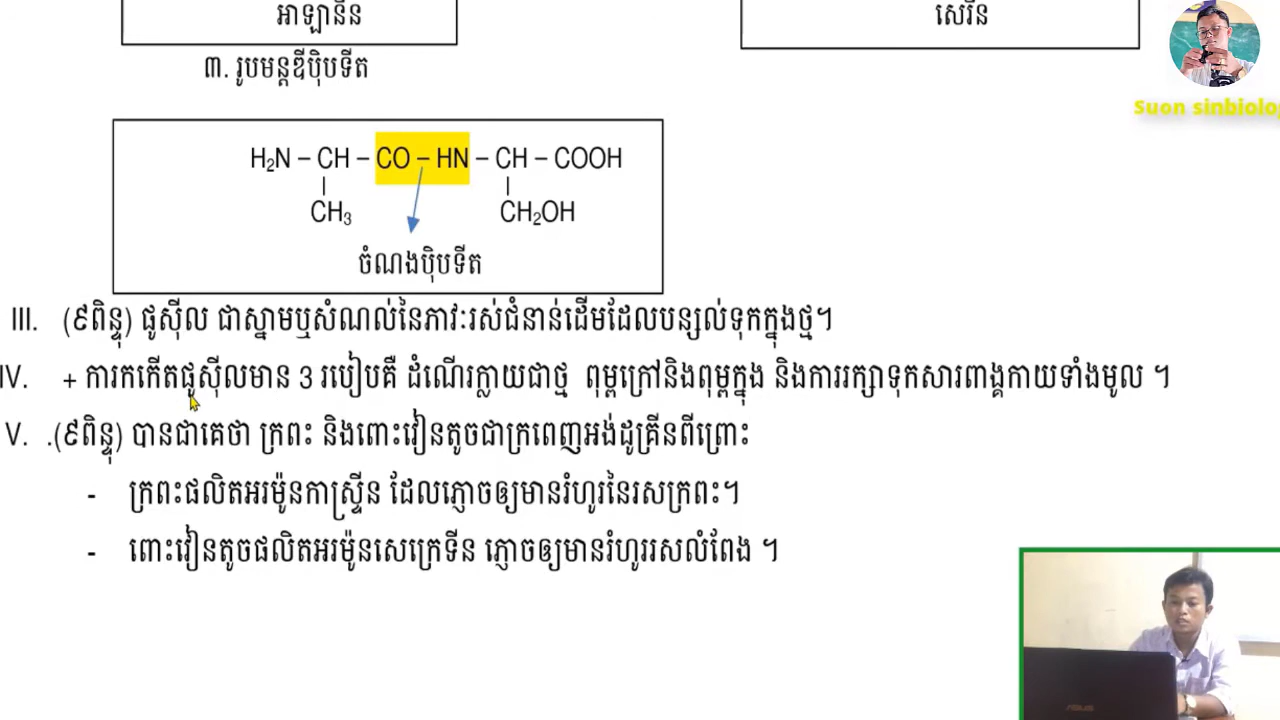 អាឡានីន
សេរីន
៣. រូបមន្តឌីប៉ិបទីត
Suon sinbiolog
H₂N – CH – CO – HN – CH – COOH
CH₃
CH₂OH
ចំណងប៉ិបទីត
III. (៩ពិន្ទុ) ផូស៊ីល ជាស្នាមឬសំណល់នៃភាវៈរស់ជំនាន់ដើមដែលបន្សល់ទុកក្នុងថ្ម។
IV. + ការកកើតផូស៊ីលមាន 3 របៀបគឺ ដំណើរក្លាយជាថ្ម ពុម្ពក្រៅនិងពុម្ពក្នុង និងការរក្សាទុកសារពាង្គកាយទាំងមូល ។
V. .(៩ពិន្ទុ) បានជាគេថា ក្រពះ និងពោះវៀនតូចជាក្រពេញអង់ដូគ្រីនពីព្រោះ
- ក្រពះផលិតអរម៉ូនកាស្ទ្រីន ដែលភ្ញោចឲ្យមានរំហូរនៃរសក្រពះ។
- ពោះវៀនតូចផលិតអរម៉ូនសេក្រេទីន ភ្ញោចឲ្យមានរំហូររសលំពែង ។
ASUS